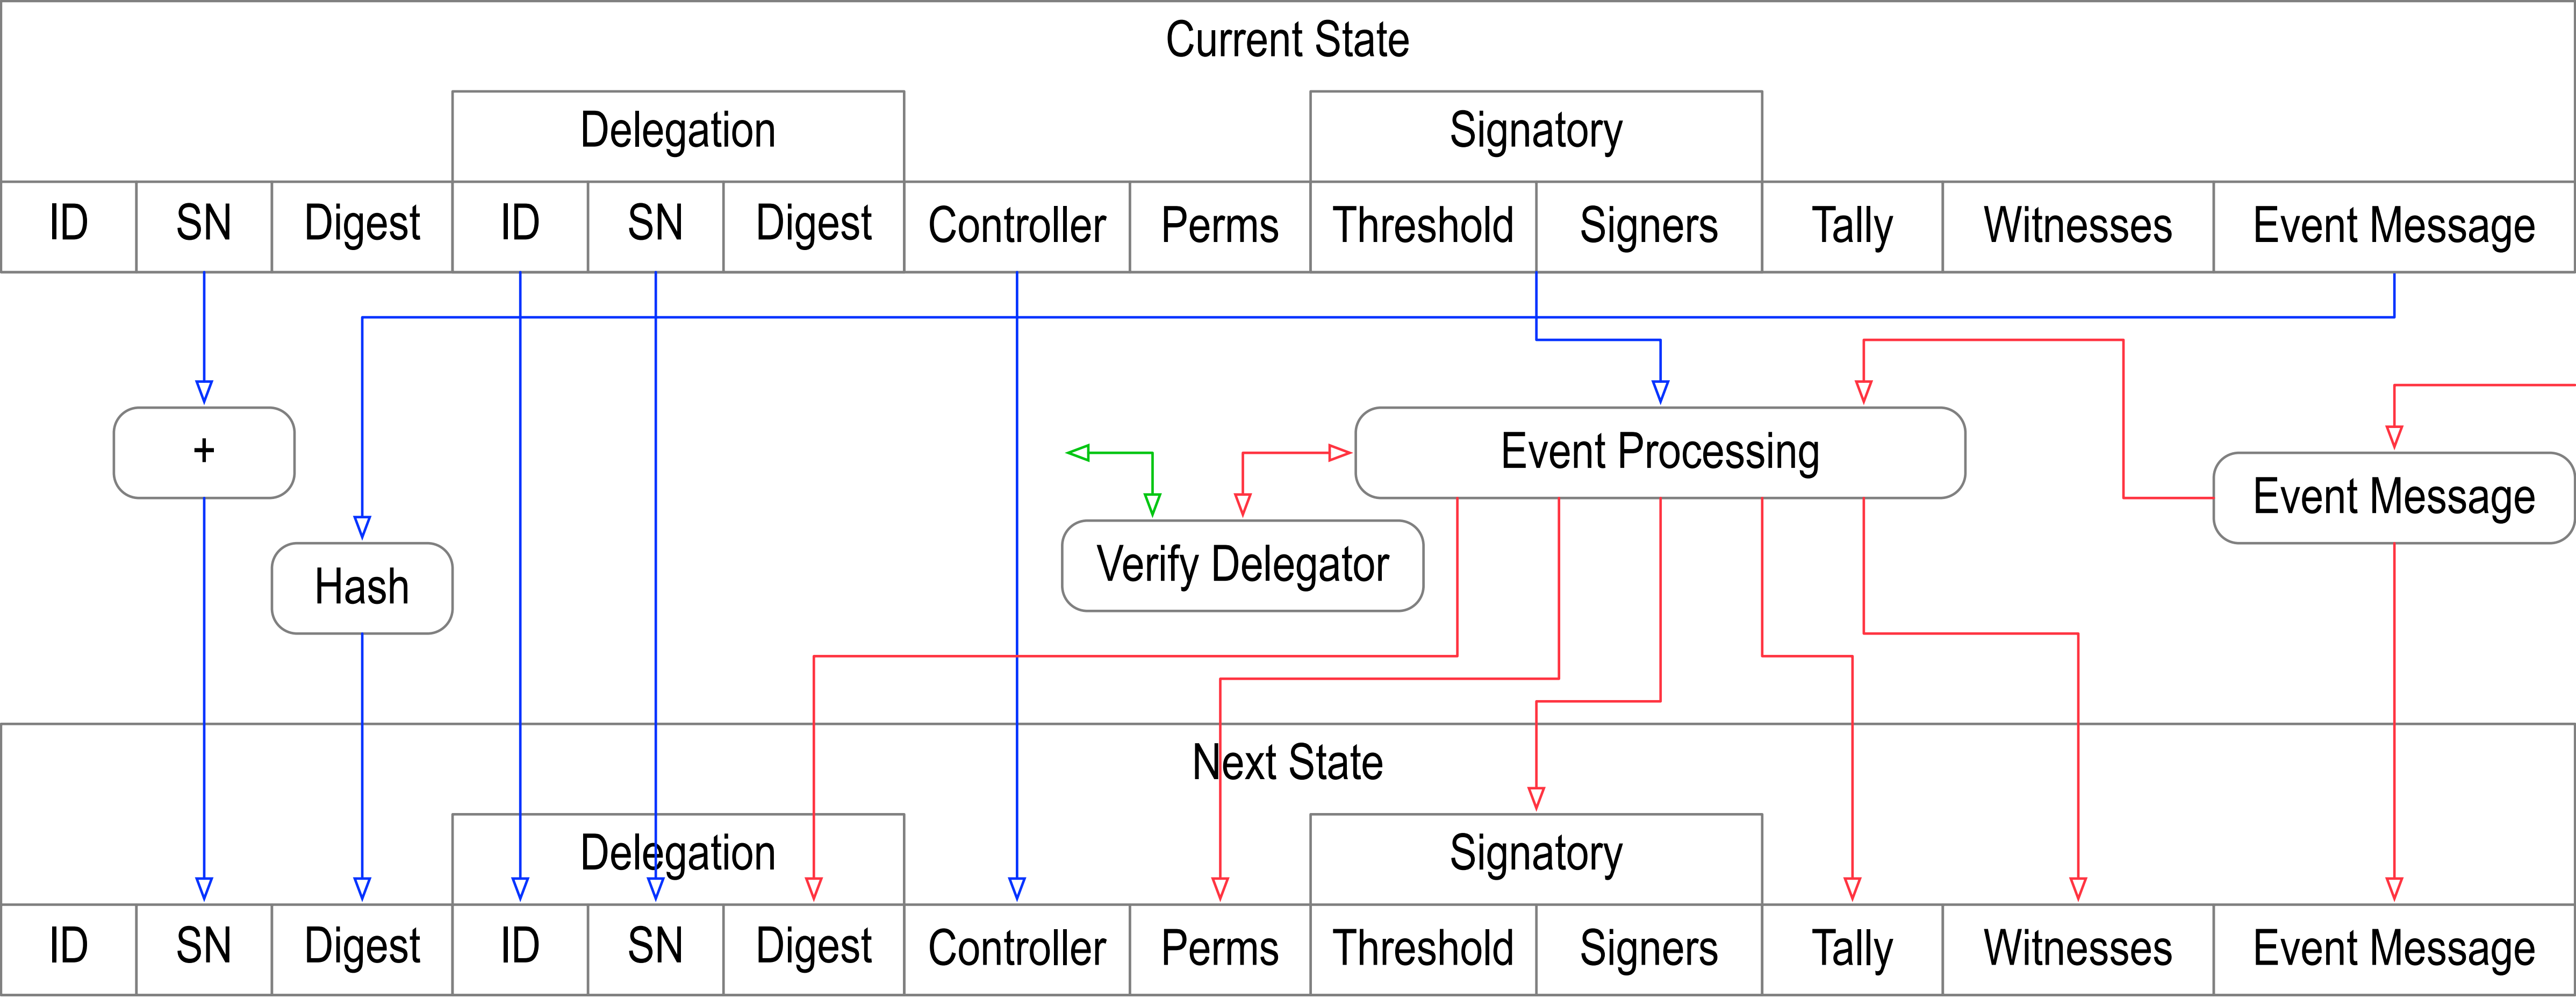 Current State
Delegation
Signatory
ID SN Digest ID SN Digest Controller Perms Threshold Signers Tally Witnesses Event Message
+
Event Processing
Event Message
Verify Delegator
Hash
Next State
Delegation
Signatory
ID SN Digest ID SN Digest Controller Perms Threshold Signers Tally Witnesses Event Message